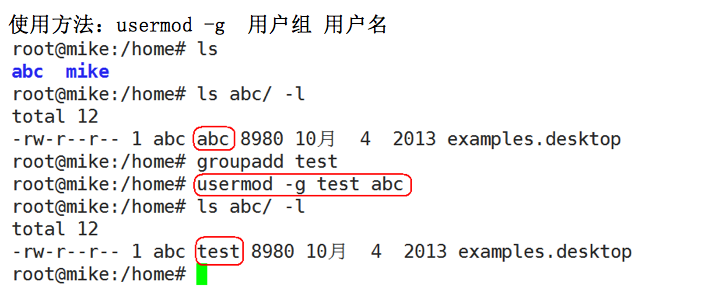 使用方法：usermod -g  用户组 用户名
root@mike:/home# ls
abc  mike
root@mike:/home# ls abc/ -l
total 12
-rw-r--r-- 1 abc abc 8980 10月  4  2013 examples.desktop
root@mike:/home# groupadd test
root@mike:/home# usermod -g test abc
root@mike:/home# ls abc/ -l
total 12
-rw-r--r-- 1 abc test 8980 10月  4  2013 examples.desktop
root@mike:/home#